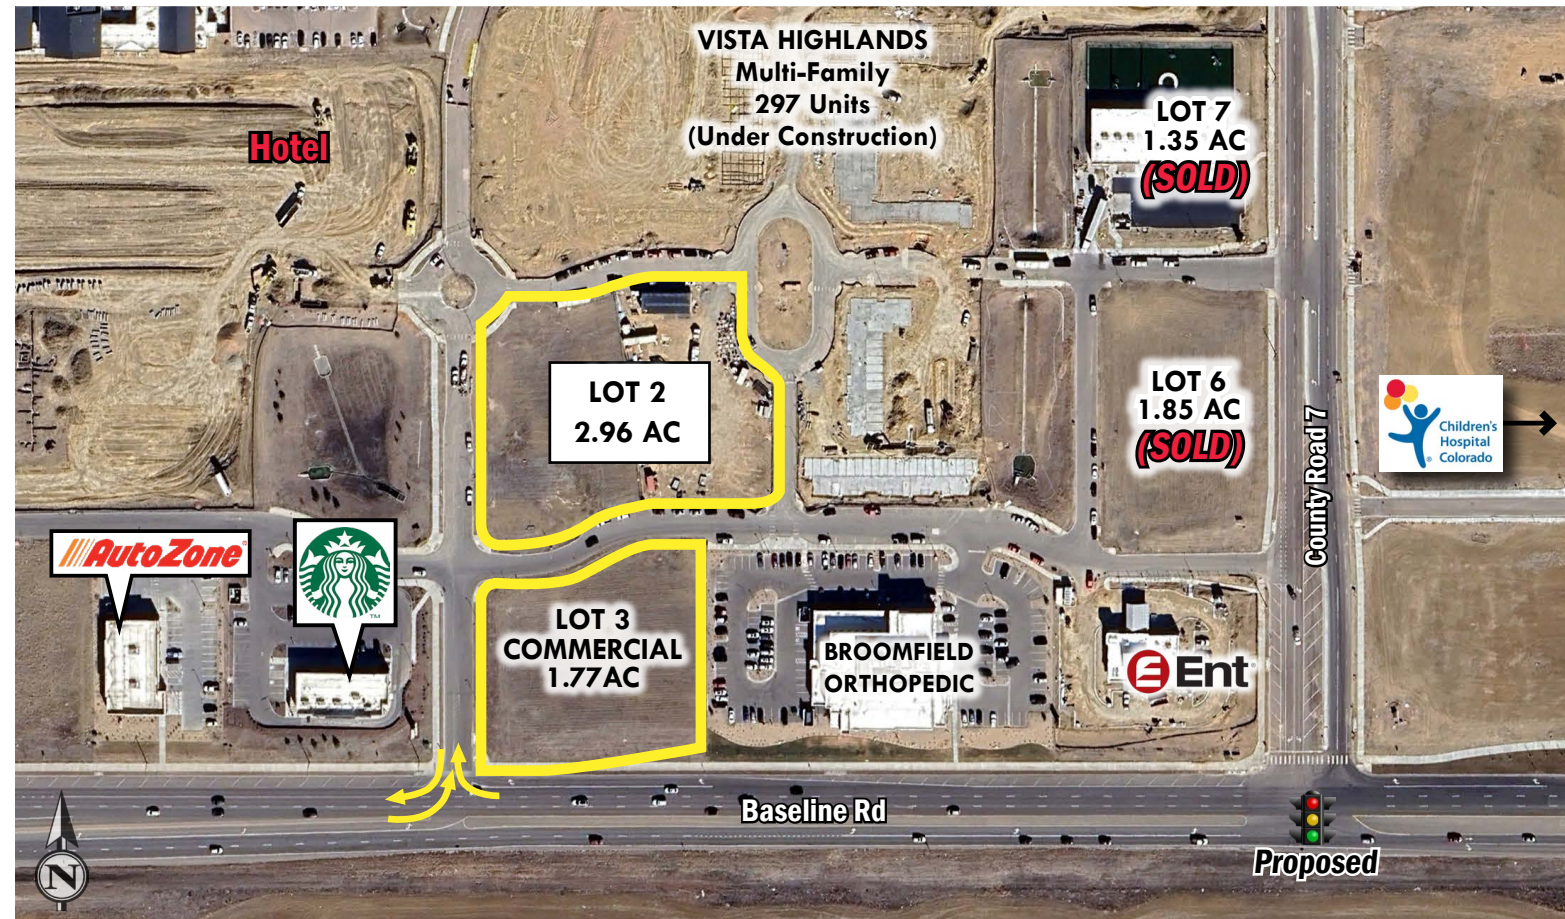 VISTA HIGHLANDS
Multi-Family
297 Units
(Under Construction)
Hotel
LOT 7
1.35 AC
(SOLD)
LOT 2
2.96 AC
LOT 6
1.85 AC
(SOLD)
County Road 7
Children's
Hospital
Colorado
AutoZone
LOT 3
COMMERCIAL
1.77AC
BROOMFIELD
ORTHOPEDIC
Ent
Baseline Rd
Proposed
N